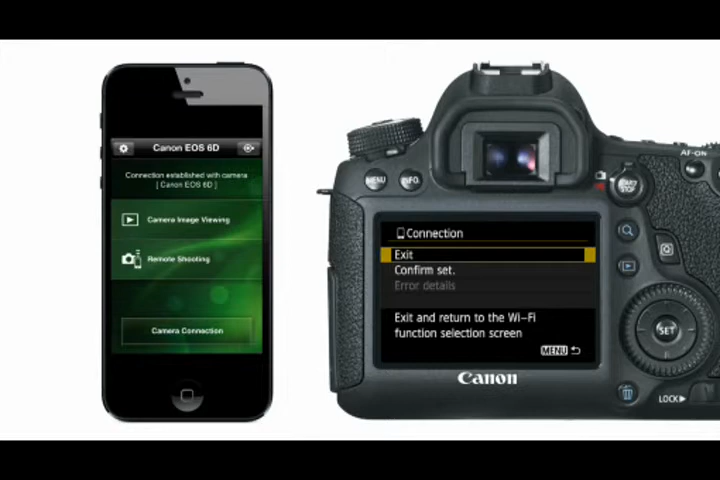 Canon EOS 6D
Connection established with camera
[ Canon EOS 6D ]
Camera Image Viewing
Remote Shooting
Camera Connection
MENU
INFO.
START/
STOP
AF-ON
Connection
Exit
Confirm set.
Error details
Exit and return to the Wi-Fi
function selection screen
MENU
Canon
Q
SET
LOCK▶